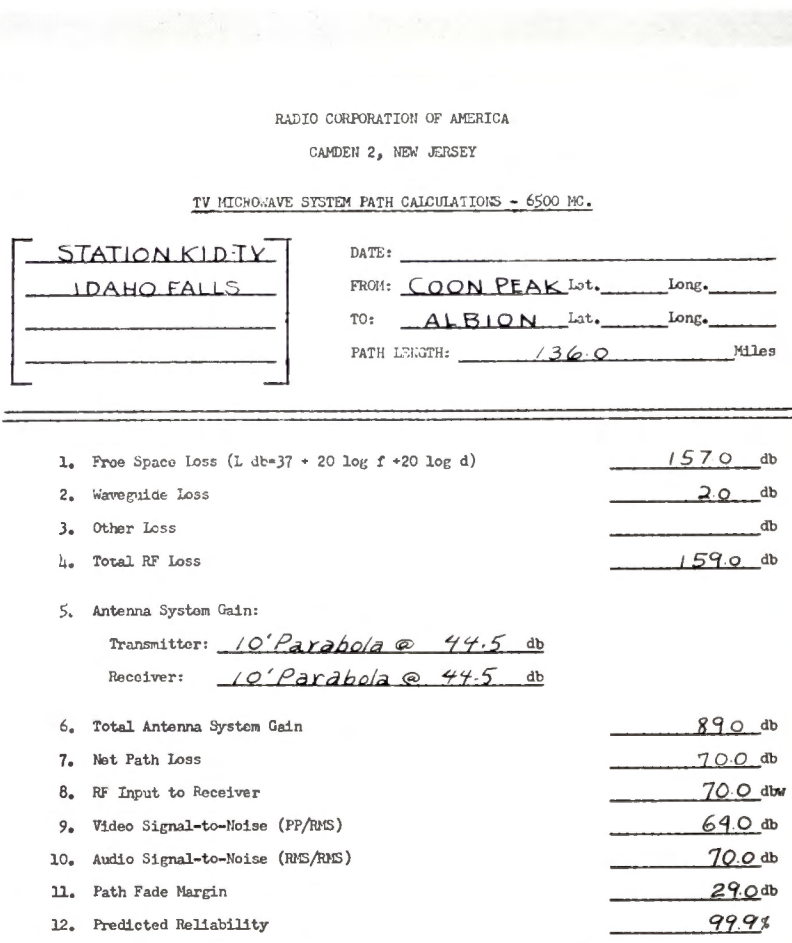 RADIO CORPORATION OF AMERICA
CAMDEN 2, NEW JERSEY
TV MICROWAVE SYSTEM PATH CALCULATIONS - 6500 MC.
STATION KID-TV
IDAHO FALLS
DATE:
FROM: COON PEAK Lat. Long.
TO: ALBION Lat. Long.
PATH LENGTH: 136.0 Miles
1. Free Space Loss (L db=37 + 20 log f +20 log d) 157.0 db
2. Waveguide Loss 2.0 db
3. Other Loss db
4. Total RF Loss 159.0 db
5. Antenna System Gain:
Transmitter: 10' Parabola @ 44.5 db
Receiver: 10' Parabola @ 44.5 db
6. Total Antenna System Gain 89.0 db
7. Net Path Loss 70.0 db
8. RF Input to Receiver 70.0 dbw
9. Video Signal-to-Noise (PP/RMS) 69.0 db
10. Audio Signal-to-Noise (RMS/RMS) 70.0 db
11. Path Fade Margin 29.0 db
12. Predicted Reliability 99.9%